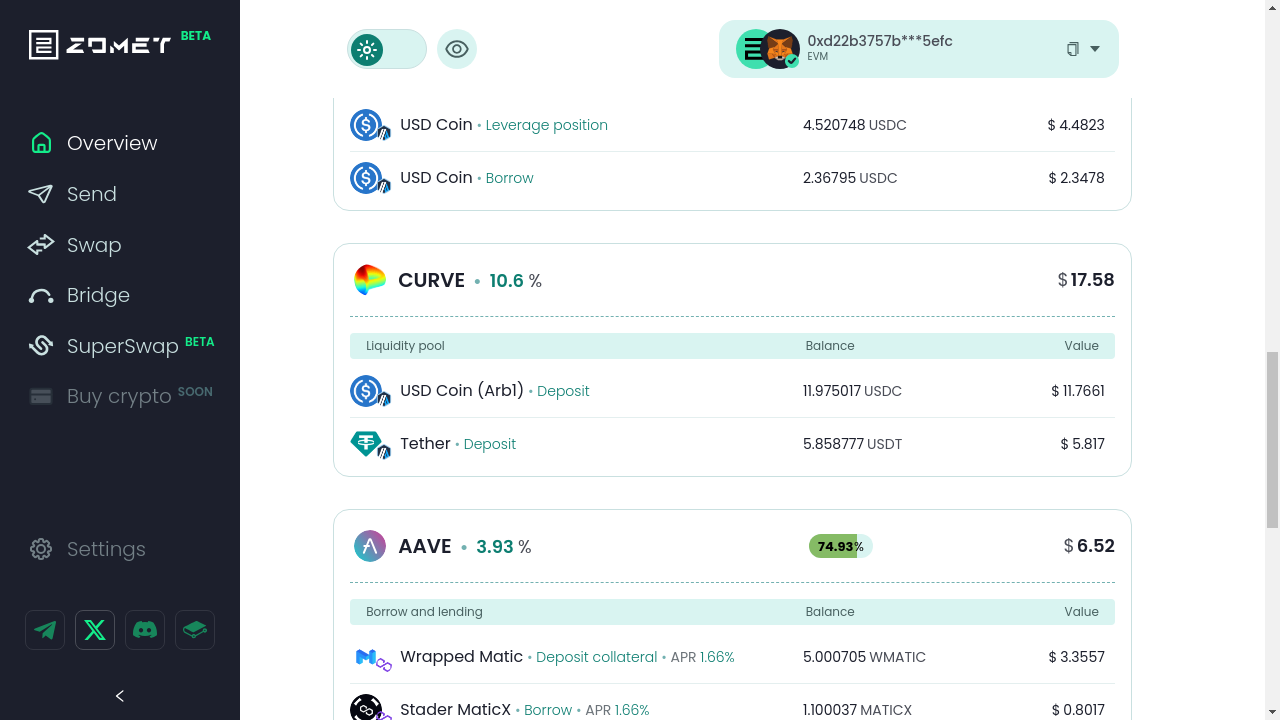 ZOMET BETA
Overview
Send
Swap
Bridge
SuperSwap BETA
Buy crypto SOON
Settings
0xd22b3757b***5efc
EVM
USD Coin • Leverage position 4.520748 USDC $ 4.4823
USD Coin • Borrow 2.36795 USDC $ 2.3478
CURVE • 10.6 % $ 17.58
Liquidity pool Balance Value
USD Coin (Arb1) • Deposit 11.975017 USDC $ 11.7661
Tether • Deposit 5.858777 USDT $ 5.817
AAVE • 3.93 % 74.93% $ 6.52
Borrow and lending Balance Value
Wrapped Matic • Deposit collateral • APR 1.66% 5.000705 WMATIC $ 3.3557
Stader MaticX • Borrow • APR 1.66% 1.100037 MATICX $ 0.8017